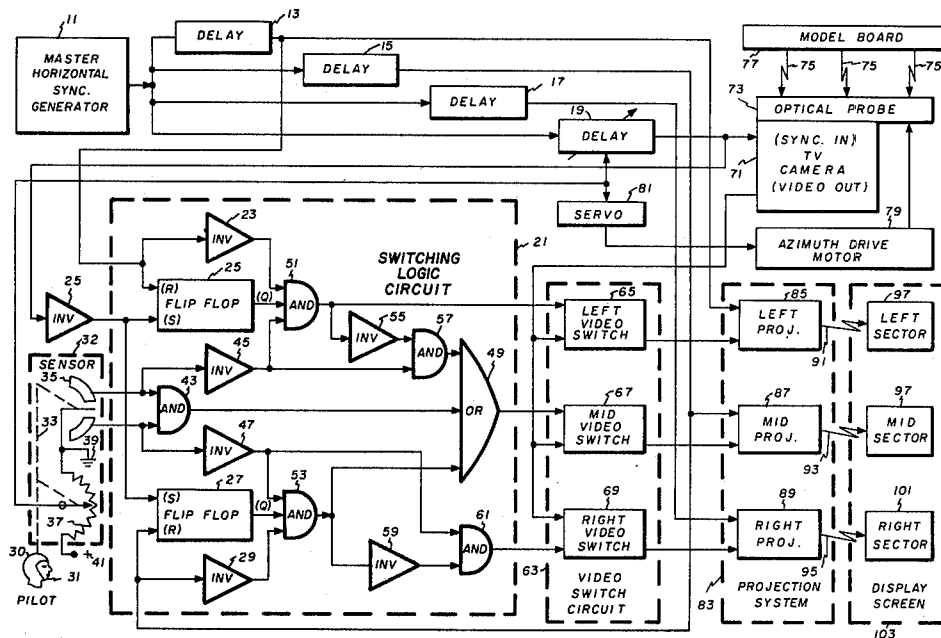 11
MASTER
HORIZONTAL
SYNC.
GENERATOR
13
DELAY
15
DELAY
17
DELAY
19
DELAY
MODEL BOARD
77
75
75
75
73
OPTICAL PROBE
(SYNC. IN)
TV
CAMERA
(VIDEO OUT)
71
81
SERVO
79
AZIMUTH DRIVE
MOTOR
23
INV
21
SWITCHING
LOGIC
CIRCUIT
25
(R)
FLIP FLOP
(S)
(Q)
51
AND
25
INV
55
INV
57
AND
49
OR
32
SENSOR
35
33
39
37
41
30
31
PILOT
45
INV
43
AND
47
INV
27
(S)
FLIP FLOP
(R)
(Q)
53
AND
29
INV
59
INV
61
AND
65
LEFT
VIDEO
SWITCH
67
MID
VIDEO
SWITCH
69
RIGHT
VIDEO
SWITCH
63
VIDEO
SWITCH
CIRCUIT
85
LEFT
PROJ.
91
87
MID
PROJ.
93
89
RIGHT
PROJ.
95
83
PROJECTION
SYSTEM
97
LEFT
SECTOR
97
MID
SECTOR
101
RIGHT
SECTOR
DISPLAY
SCREEN
103